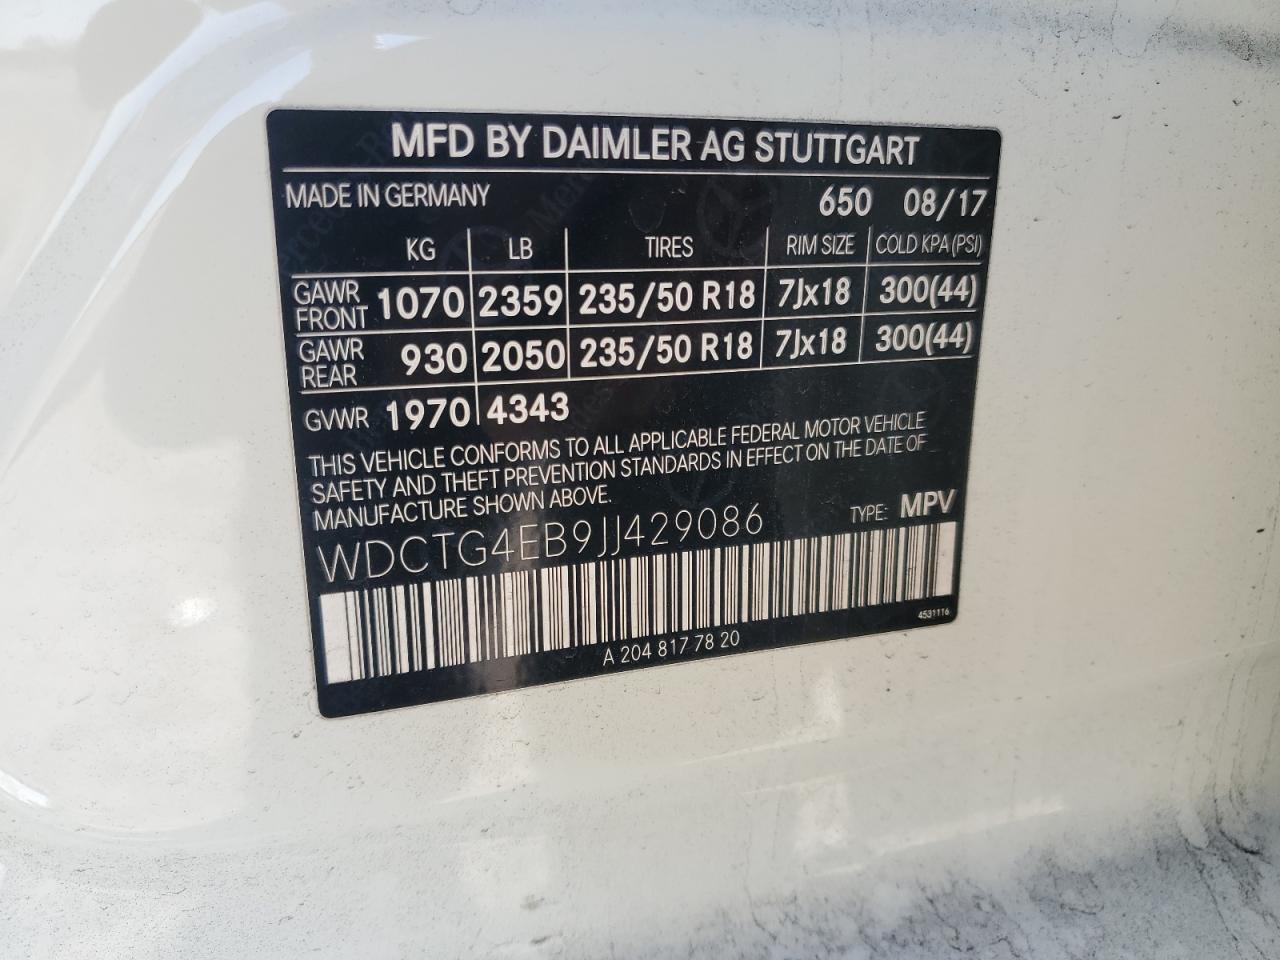 MFD BY DAIMLER AG STUTTGART
MADE IN GERMANY 650 08/17
KG LB TIRES RIM SIZE COLD KPA (PSI)
GAWR FRONT 1070 2359 235/50 R18 7Jx18 300(44)
GAWR REAR 930 2050 235/50 R18 7Jx18 300(44)
GVWR 1970 4343
THIS VEHICLE CONFORMS TO ALL APPLICABLE FEDERAL MOTOR VEHICLE
SAFETY AND THEFT PREVENTION STANDARDS IN EFFECT ON THE DATE OF
MANUFACTURE SHOWN ABOVE.
WDCTG4EB9JJ429086 TYPE: MPV
4531116
A 204 817 78 20